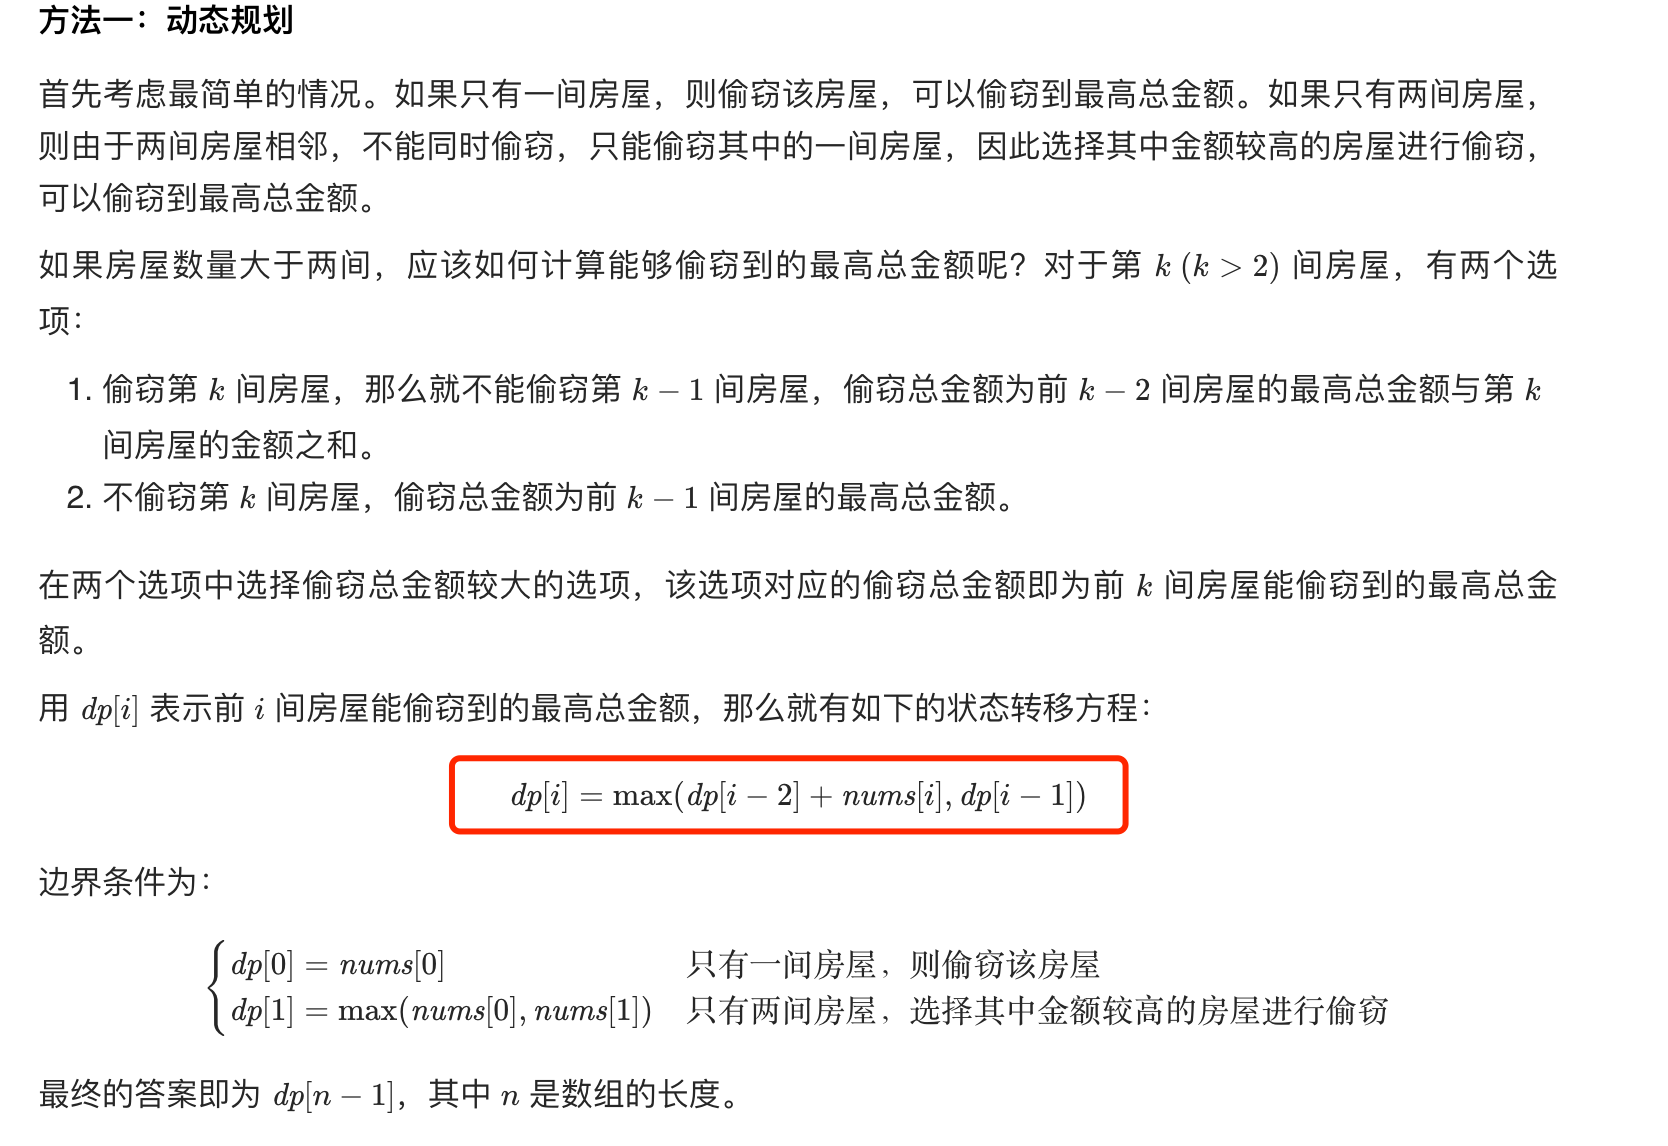 方法一：动态规划
首先考虑最简单的情况。如果只有一间房屋，则偷窃该房屋，可以偷窃到最高总金额。如果只有两间房屋，
则由于两间房屋相邻，不能同时偷窃，只能偷窃其中的一间房屋，因此选择其中金额较高的房屋进行偷窃，
可以偷窃到最高总金额。
如果房屋数量大于两间，应该如何计算能够偷窃到的最高总金额呢？对于第 k (k > 2) 间房屋，有两个选
项：
1. 偷窃第 k 间房屋，那么就不能偷窃第 k − 1 间房屋，偷窃总金额为前 k − 2 间房屋的最高总金额与第 k
间房屋的金额之和。
2. 不偷窃第 k 间房屋，偷窃总金额为前 k − 1 间房屋的最高总金额。
在两个选项中选择偷窃总金额较大的选项，该选项对应的偷窃总金额即为前 k 间房屋能偷窃到的最高总金
额。
用 dp[i] 表示前 i 间房屋能偷窃到的最高总金额，那么就有如下的状态转移方程：
dp[i] = max(dp[i − 2] + nums[i], dp[i − 1])
边界条件为：
dp[0] = nums[0] 只有一间房屋，则偷窃该房屋
dp[1] = max(nums[0], nums[1]) 只有两间房屋，选择其中金额较高的房屋进行偷窃
最终的答案即为 dp[n − 1]，其中 n 是数组的长度。